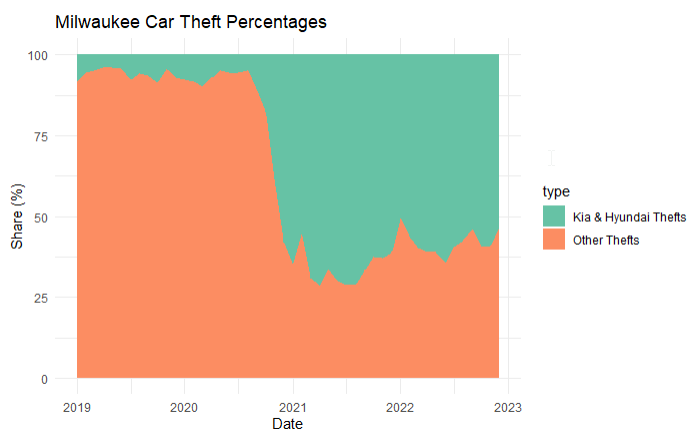 Milwaukee Car Theft Percentages
100
75
50
25
0
Share (%)
2019 2020 2021 2022 2023
Date
type
Kia & Hyundai Thefts
Other Thefts